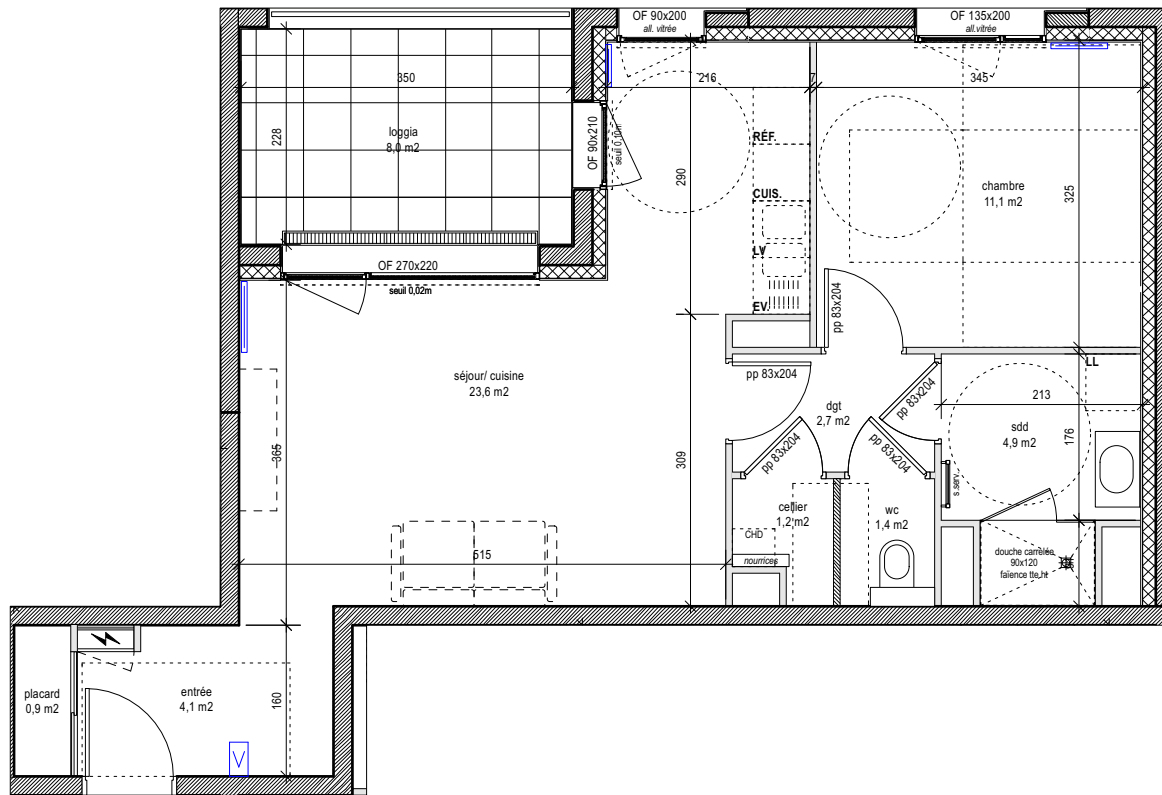 OF 90x200
all. vitrée
OF 135x200
all.vitrée
350
216
7
345
228
loggia
8,0 m2
OF 90x210
seuil 0.10m
RÉF.
290
CUIS.
chambre
11,1 m2
325
LV
OF 270x220
seuil 0,02m
EV.
pp 83x204
séjour/ cuisine
23,6 m2
pp 83x204
pp 83x204
LL
213
dgt
2,7 m2
sdd
4,9 m2
176
365
309
pp 83x204
pp 83x204
s.serv.
cellier
1,2 m2
wc
1,4 m2
CHD
nourrices
515
douche carrelée
90x120
faïence tte.ht
placard
0,9 m2
entrée
4,1 m2
160
V